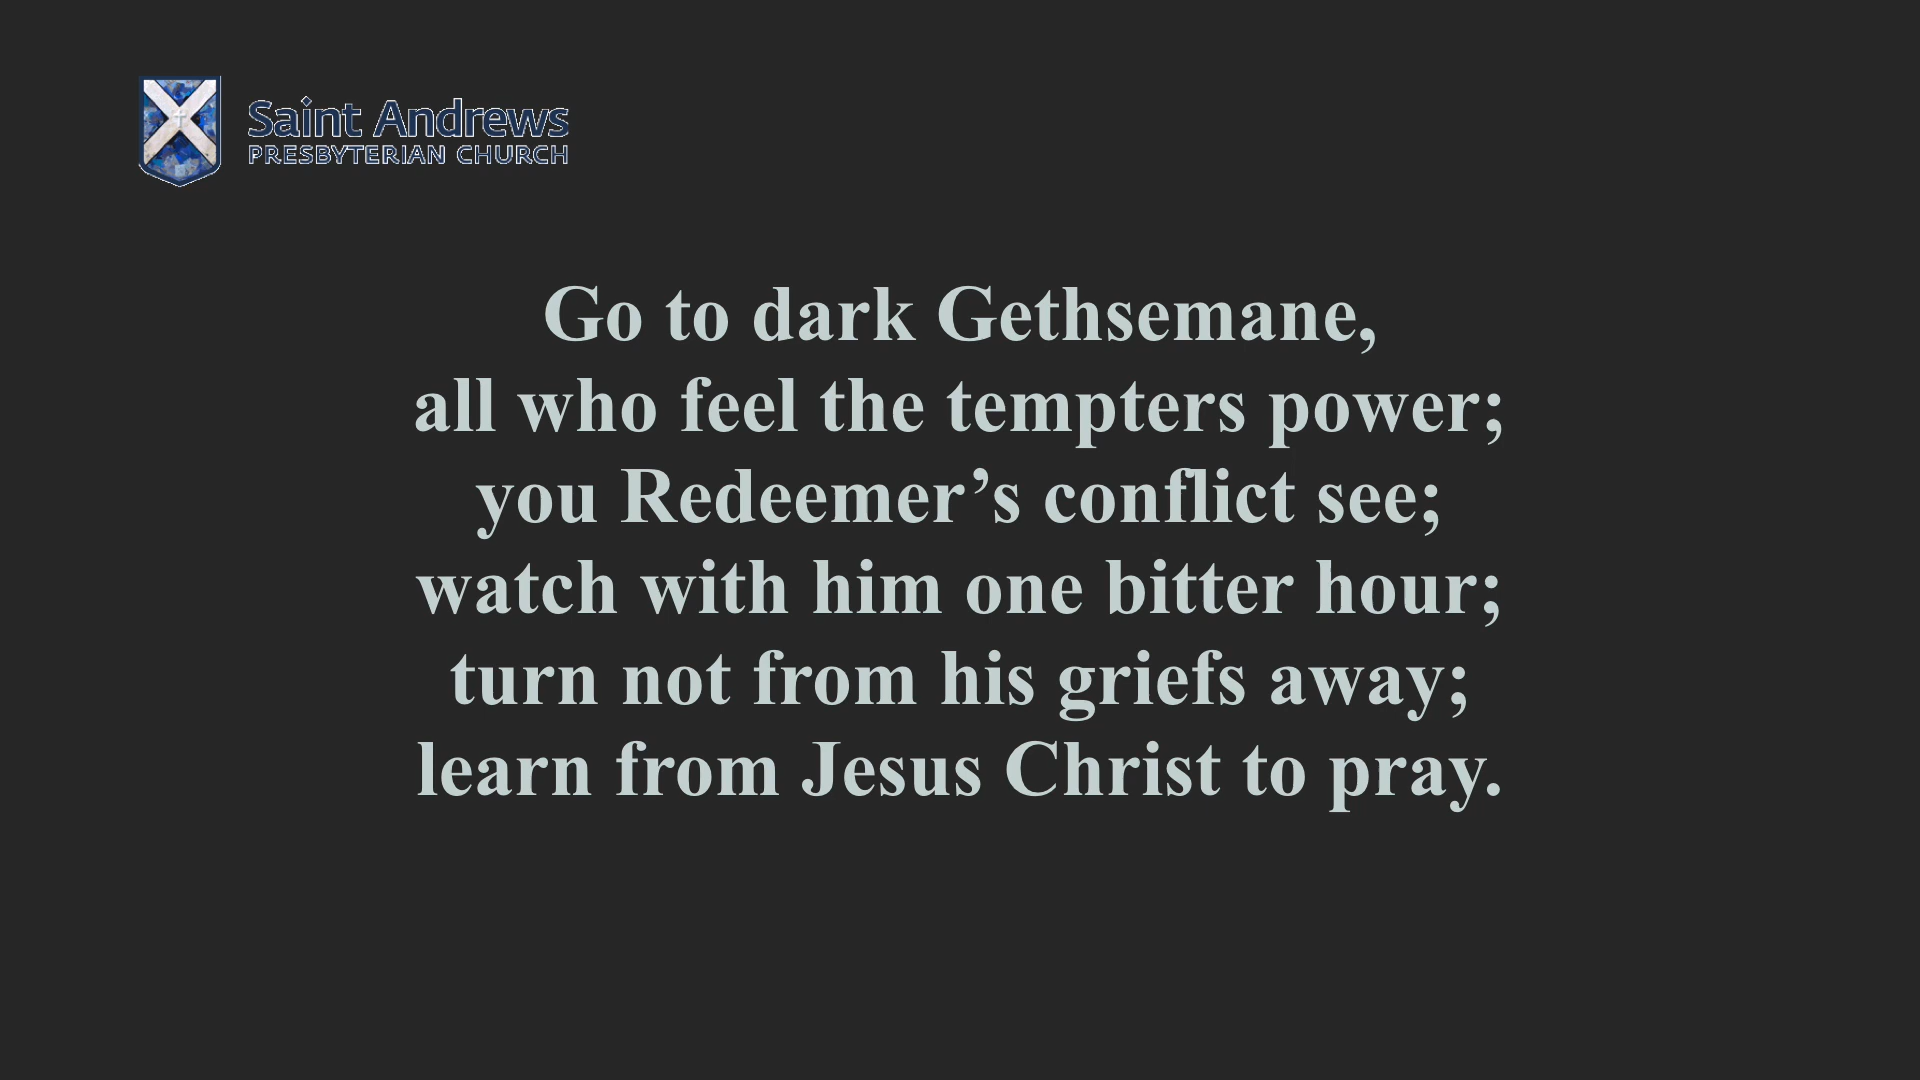 Saint Andrews
PRESBYTERIAN CHURCH
Go to dark Gethsemane,
all who feel the tempters power;
you Redeemer’s conflict see;
watch with him one bitter hour;
turn not from his griefs away;
learn from Jesus Christ to pray.